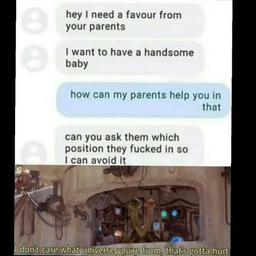 hey I need a favour from
your parents
I want to have a handsome
baby
how can my parents help you in
that
can you ask them which
position they fucked in so
I can avoid it
I don't care what universe you're from, that's gotta hurt